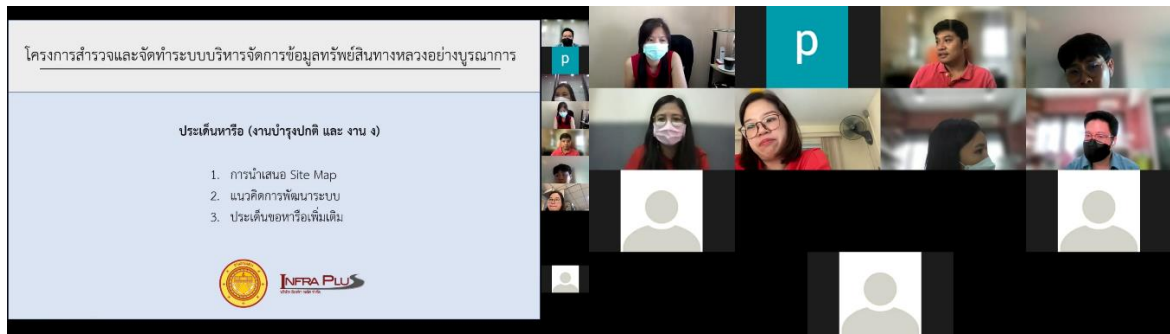 โครงการสำรวจและจัดทำระบบบริหารจัดการข้อมูลทรัพย์สินทางหลวงอย่างบูรณาการ
ประเด็นหารือ (งานบำรุงปกติ และ งาน ง)
1. การนำเสนอ Site Map
2. แนวคิดการพัฒนาระบบ
3. ประเด็นขอหารือเพิ่มเติม
INFRA PLUS
p
p